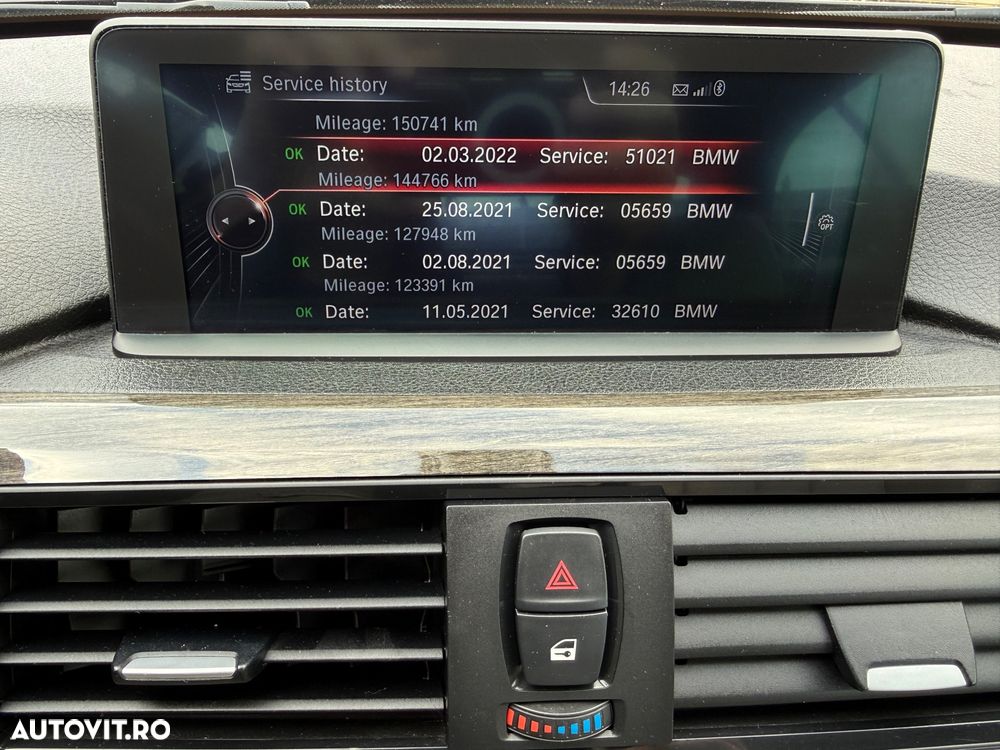 Service history 14:26
Mileage: 150741 km
OK Date: 02.03.2022 Service: 51021 BMW
Mileage: 144766 km
OK Date: 25.08.2021 Service: 05659 BMW
Mileage: 127948 km
OK Date: 02.08.2021 Service: 05659 BMW
Mileage: 123391 km
OK Date: 11.05.2021 Service: 32610 BMW
OPT
AUTOVIT.RO